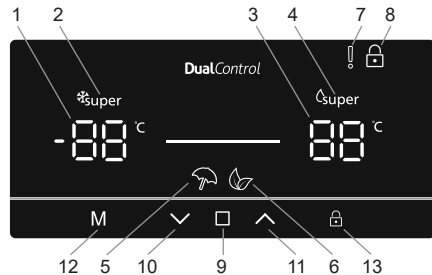 1 2 3 4 7 8
DualControl
super super
-88 °C 88 °C
M
12 5 10 9 11 6 13